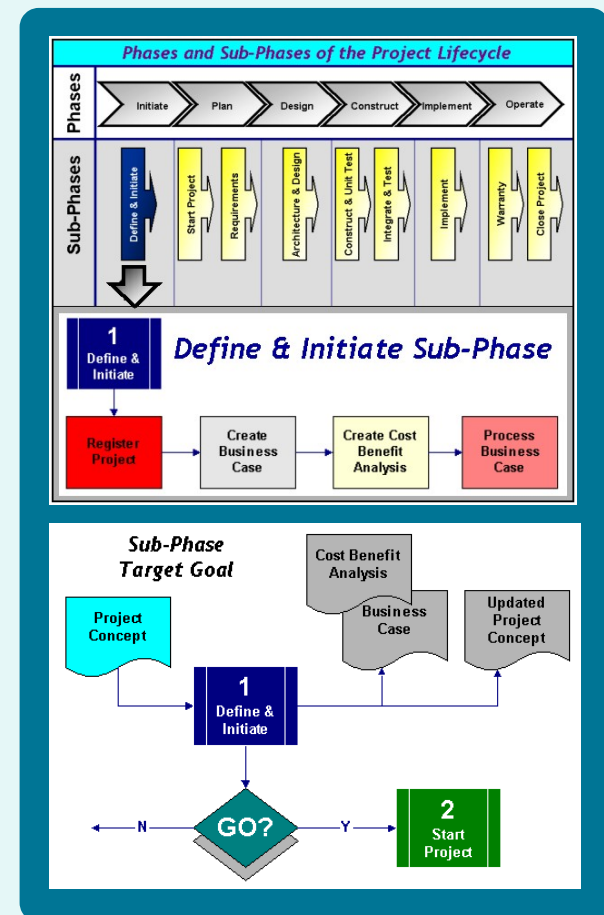 Phases and Sub-Phases of the Project Lifecycle
Phases
Initiate
Plan
Design
Construct
Implement
Operate
Sub-Phases
Define & Initiate
Start Project
Requirements
Architecture & Design
Construct & Unit Test
Integrate & Test
Implement
Warranty
Close Project
1
Define &
Initiate
Define & Initiate Sub-Phase
Register
Project
Create
Business
Case
Create Cost
Benefit
Analysis
Process
Business
Case
Sub-Phase
Target Goal
Cost Benefit
Analysis
Business
Case
Updated
Project
Concept
Project
Concept
1
Define &
Initiate
GO?
N
Y
2
Start
Project